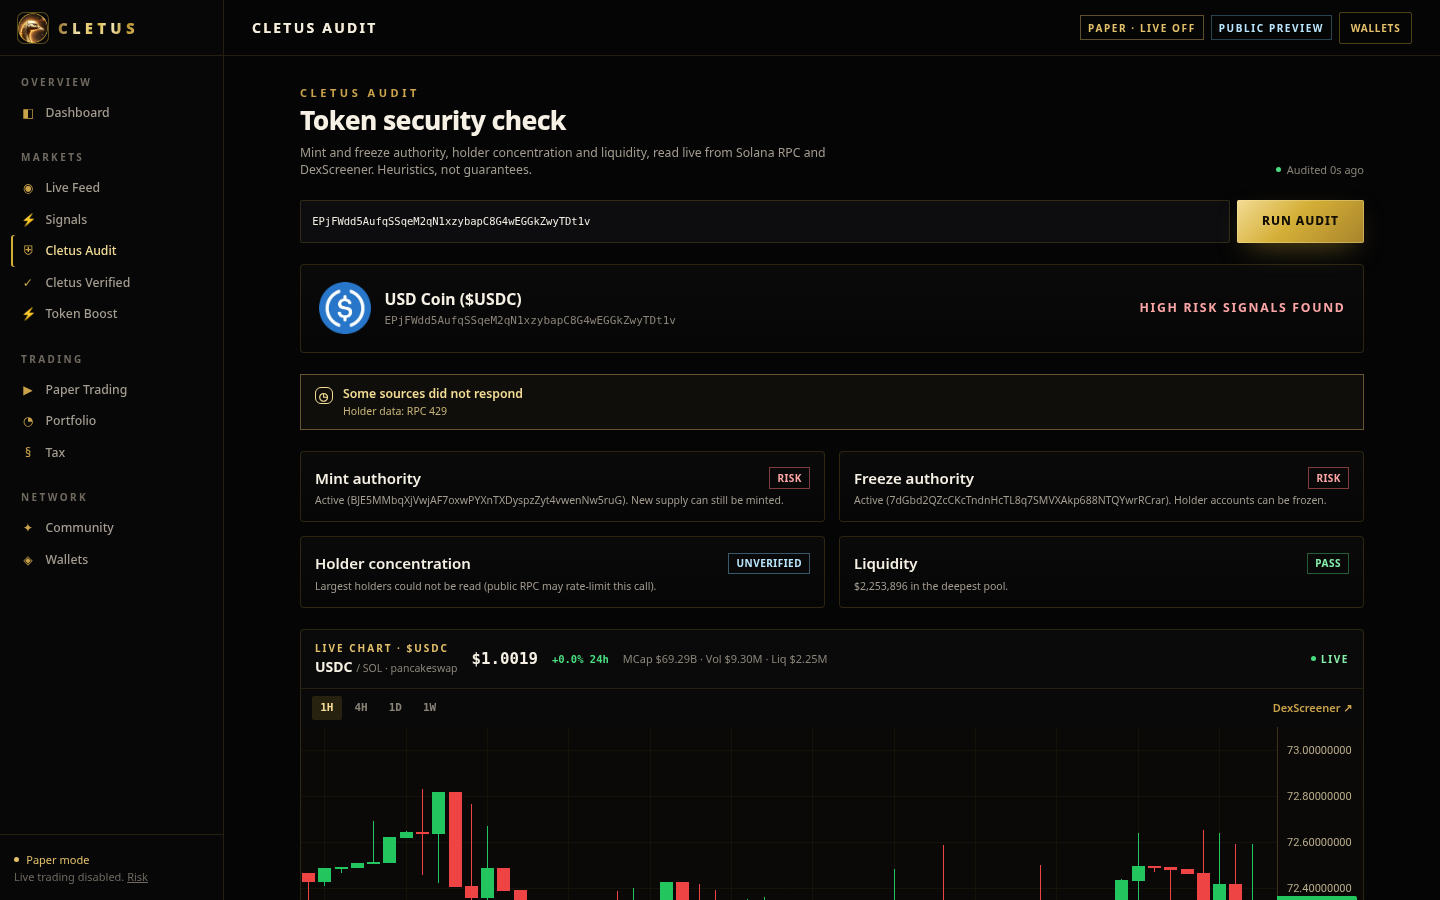 CLETUS
CLETUS AUDIT
PAPER · LIVE OFF
PUBLIC PREVIEW
WALLETS
OVERVIEW
Dashboard
MARKETS
Live Feed
Signals
Cletus Audit
Cletus Verified
Token Boost
TRADING
Paper Trading
Portfolio
§ Tax
NETWORK
Community
Wallets
Paper mode
Live trading disabled. Risk
CLETUS AUDIT
Token security check
Mint and freeze authority, holder concentration and liquidity, read live from Solana RPC and
DexScreener. Heuristics, not guarantees.
Audited 0s ago
EPjFWdd5AufqSSqeM2qN1xzybapC8G4wEGGkZwyTDt1v
RUN AUDIT
USD Coin ($USDC)
EPjFWdd5AufqSSqeM2qN1xzybapC8G4wEGGkZwyTDt1v
HIGH RISK SIGNALS FOUND
Some sources did not respond
Holder data: RPC 429
Mint authority
RISK
Active (BJE5MMbqXjVwjAF7oxwPYXnTXDyspzZyt4vwenNw5ruG). New supply can still be minted.
Freeze authority
RISK
Active (7dGbd2QZcCKcTndnHcTL8q7SMVXAkp688NTQYwrRCrar). Holder accounts can be frozen.
Holder concentration
UNVERIFIED
Largest holders could not be read (public RPC may rate-limit this call).
Liquidity
PASS
$2,253,896 in the deepest pool.
LIVE CHART · $USDC
USDC / SOL · pancakeswap
$1.0019
+0.0% 24h
MCap $69.29B · Vol $9.30M · Liq $2.25M
LIVE
1H 4H 1D 1W
DexScreener ↗
73.00000000
72.80000000
72.60000000
72.40000000